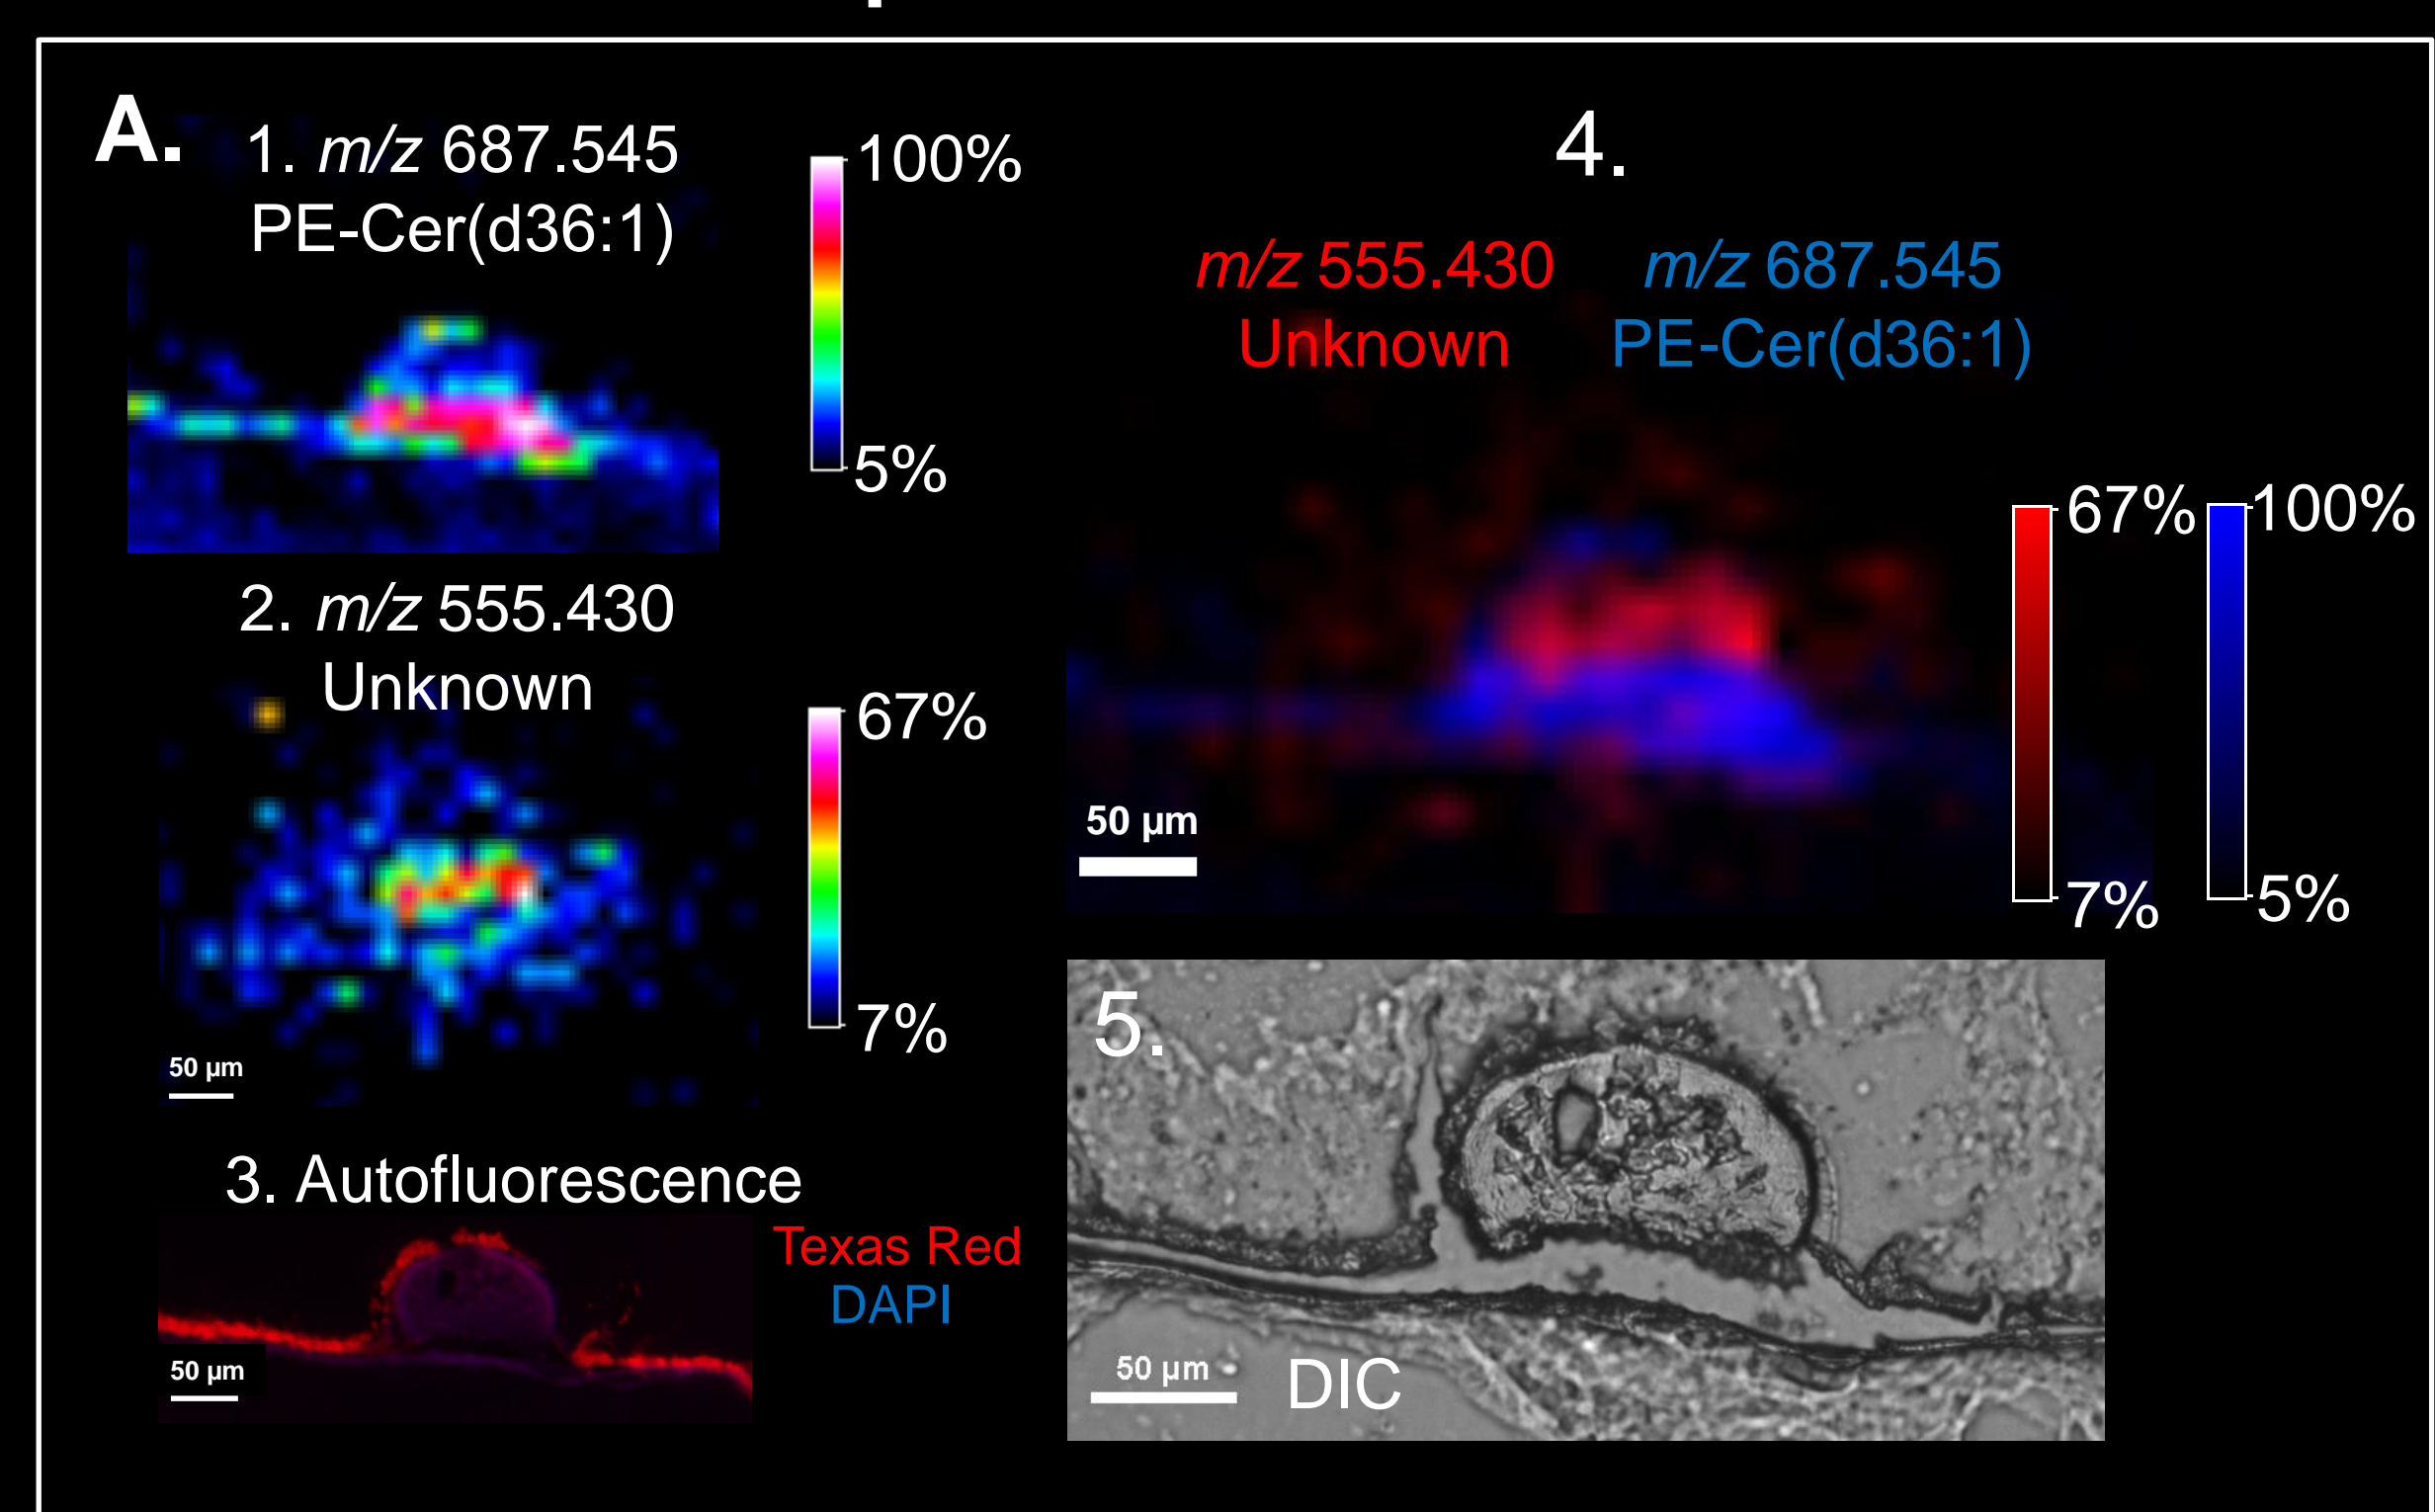 A.
1. m/z 687.545
PE-Cer(d36:1)
100%
5%
2. m/z 555.430
Unknown
67%
7%
50 µm
3. Autofluorescence
Texas Red
DAPI
50 µm
4.
m/z 555.430
Unknown
m/z 687.545
PE-Cer(d36:1)
67%
100%
7%
5%
50 µm
5.
50 µm
DIC